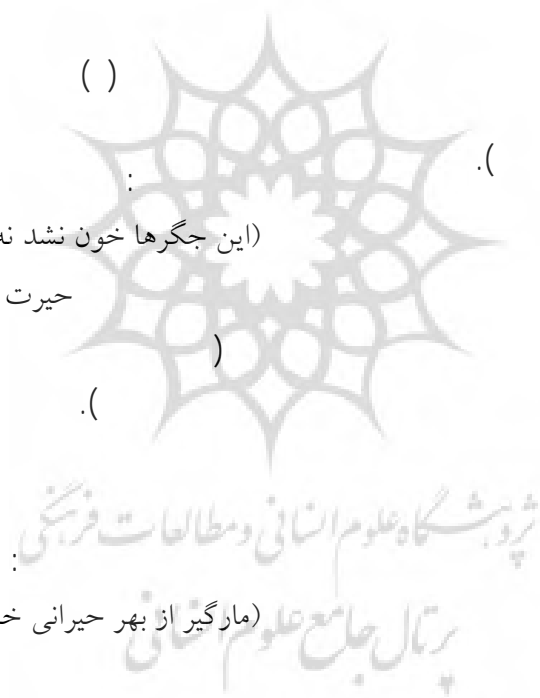 ( )
).
:
(این جگرها خون نشد نه
حیرت
(
).
پژوهشگاه علوم انسانی و مطالعات فرهنگی
:
(مارگیر از بهر حیرانی خ
پرتال جامع علوم انسانی